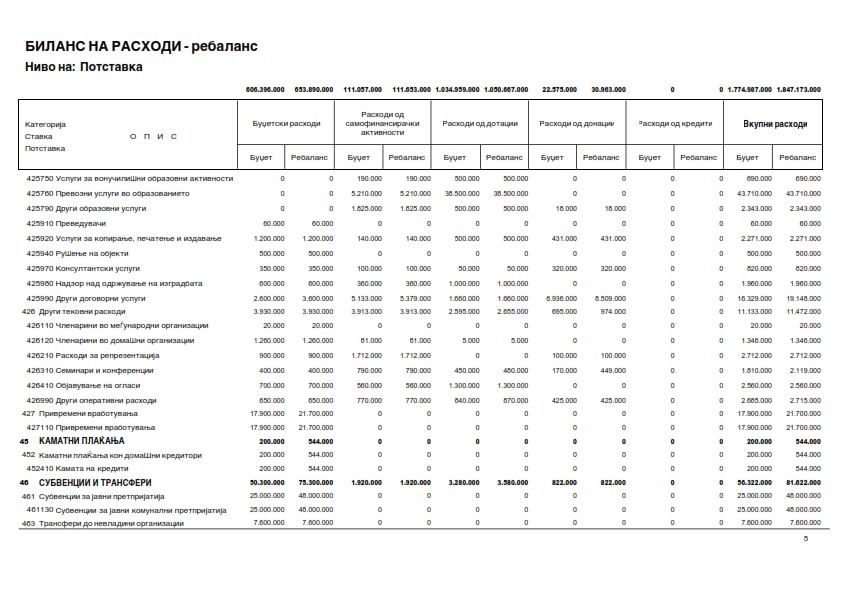 БИЛАНС НА РАСХОДИ - ребаланс
Ниво на: Потставка
606.396.000 653.890.000 111.057.000 111.653.000 1.034.959.000 1.050.667.000 22.575.000 30.963.000 0 0 1.774.987.000 1.847.173.000
Категорија
Ставка О П И С
Потставка
Буџетски расходи
Расходи од самофинансирачки активности
Расходи од дотации
Расходи од донации
Расходи од кредити
Вкупни расходи
Буџет Ребаланс Буџет Ребаланс Буџет Ребаланс Буџет Ребаланс Буџет Ребаланс Буџет Ребаланс
425750 Услуги за вонучилиШни образовни активности 0 0 190.000 190.000 500.000 500.000 0 0 0 0 690.000 690.000
425760 Превозни услуги во образованието 0 0 5.210.000 5.210.000 38.500.000 38.500.000 0 0 0 0 43.710.000 43.710.000
425790 Други образовни услуги 0 0 1.825.000 1.825.000 500.000 500.000 18.000 18.000 0 0 2.343.000 2.343.000
425910 Преведувачи 60.000 60.000 0 0 0 0 0 0 0 0 60.000 60.000
425920 Услуги за копирање, печатење и издавање 1.200.000 1.200.000 140.000 140.000 500.000 500.000 431.000 431.000 0 0 2.271.000 2.271.000
425940 РуШење на објекти 500.000 500.000 0 0 0 0 0 0 0 0 500.000 500.000
425970 Консултантски услуги 350.000 350.000 100.000 100.000 50.000 50.000 320.000 320.000 0 0 820.000 820.000
425980 Надзор над одржување на изградбата 600.000 600.000 360.000 360.000 1.000.000 1.000.000 0 0 0 0 1.960.000 1.960.000
425990 Други договорни услуги 2.600.000 3.600.000 5.133.000 5.379.000 1.660.000 1.660.000 6.936.000 8.509.000 0 0 16.329.000 19.148.000
426 Други тековни расходи 3.930.000 3.930.000 3.913.000 3.913.000 2.595.000 2.655.000 695.000 974.000 0 0 11.133.000 11.472.000
426110 Членарини во меѓународни организации 20.000 20.000 0 0 0 0 0 0 0 0 20.000 20.000
426120 Членарини во домаШни организации 1.260.000 1.260.000 81.000 81.000 5.000 5.000 0 0 0 0 1.346.000 1.346.000
426210 Расходи за репрезентација 900.000 900.000 1.712.000 1.712.000 0 0 100.000 100.000 0 0 2.712.000 2.712.000
426310 Семинари и конференции 400.000 400.000 790.000 790.000 450.000 480.000 170.000 449.000 0 0 1.810.000 2.119.000
426410 Објавување на огласи 700.000 700.000 560.000 560.000 1.300.000 1.300.000 0 0 0 0 2.560.000 2.560.000
426990 Други оперативни расходи 650.000 650.000 770.000 770.000 840.000 870.000 425.000 425.000 0 0 2.685.000 2.715.000
427 Привремени вработувања 17.900.000 21.700.000 0 0 0 0 0 0 0 0 17.900.000 21.700.000
427110 Привремени вработувања 17.900.000 21.700.000 0 0 0 0 0 0 0 0 17.900.000 21.700.000
45 КАМАТНИ ПЛАЌАЊА 200.000 544.000 0 0 0 0 0 0 0 0 200.000 544.000
452 Каматни плаЌања кон домаШни кредитори 200.000 544.000 0 0 0 0 0 0 0 0 200.000 544.000
452410 Камата на кредити 200.000 544.000 0 0 0 0 0 0 0 0 200.000 544.000
46 СУБВЕНЦИИ И ТРАНСФЕРИ 50.300.000 75.300.000 1.920.000 1.920.000 3.280.000 3.580.000 822.000 822.000 0 0 56.322.000 81.622.000
461 Субвенции за јавни претпријатија 25.000.000 48.000.000 0 0 0 0 0 0 0 0 25.000.000 48.000.000
461130 Субвенции за јавни комунални претпријатија 25.000.000 48.000.000 0 0 0 0 0 0 0 0 25.000.000 48.000.000
463 Трансфери до невладини организации 7.600.000 7.600.000 0 0 0 0 0 0 0 0 7.600.000 7.600.000
5